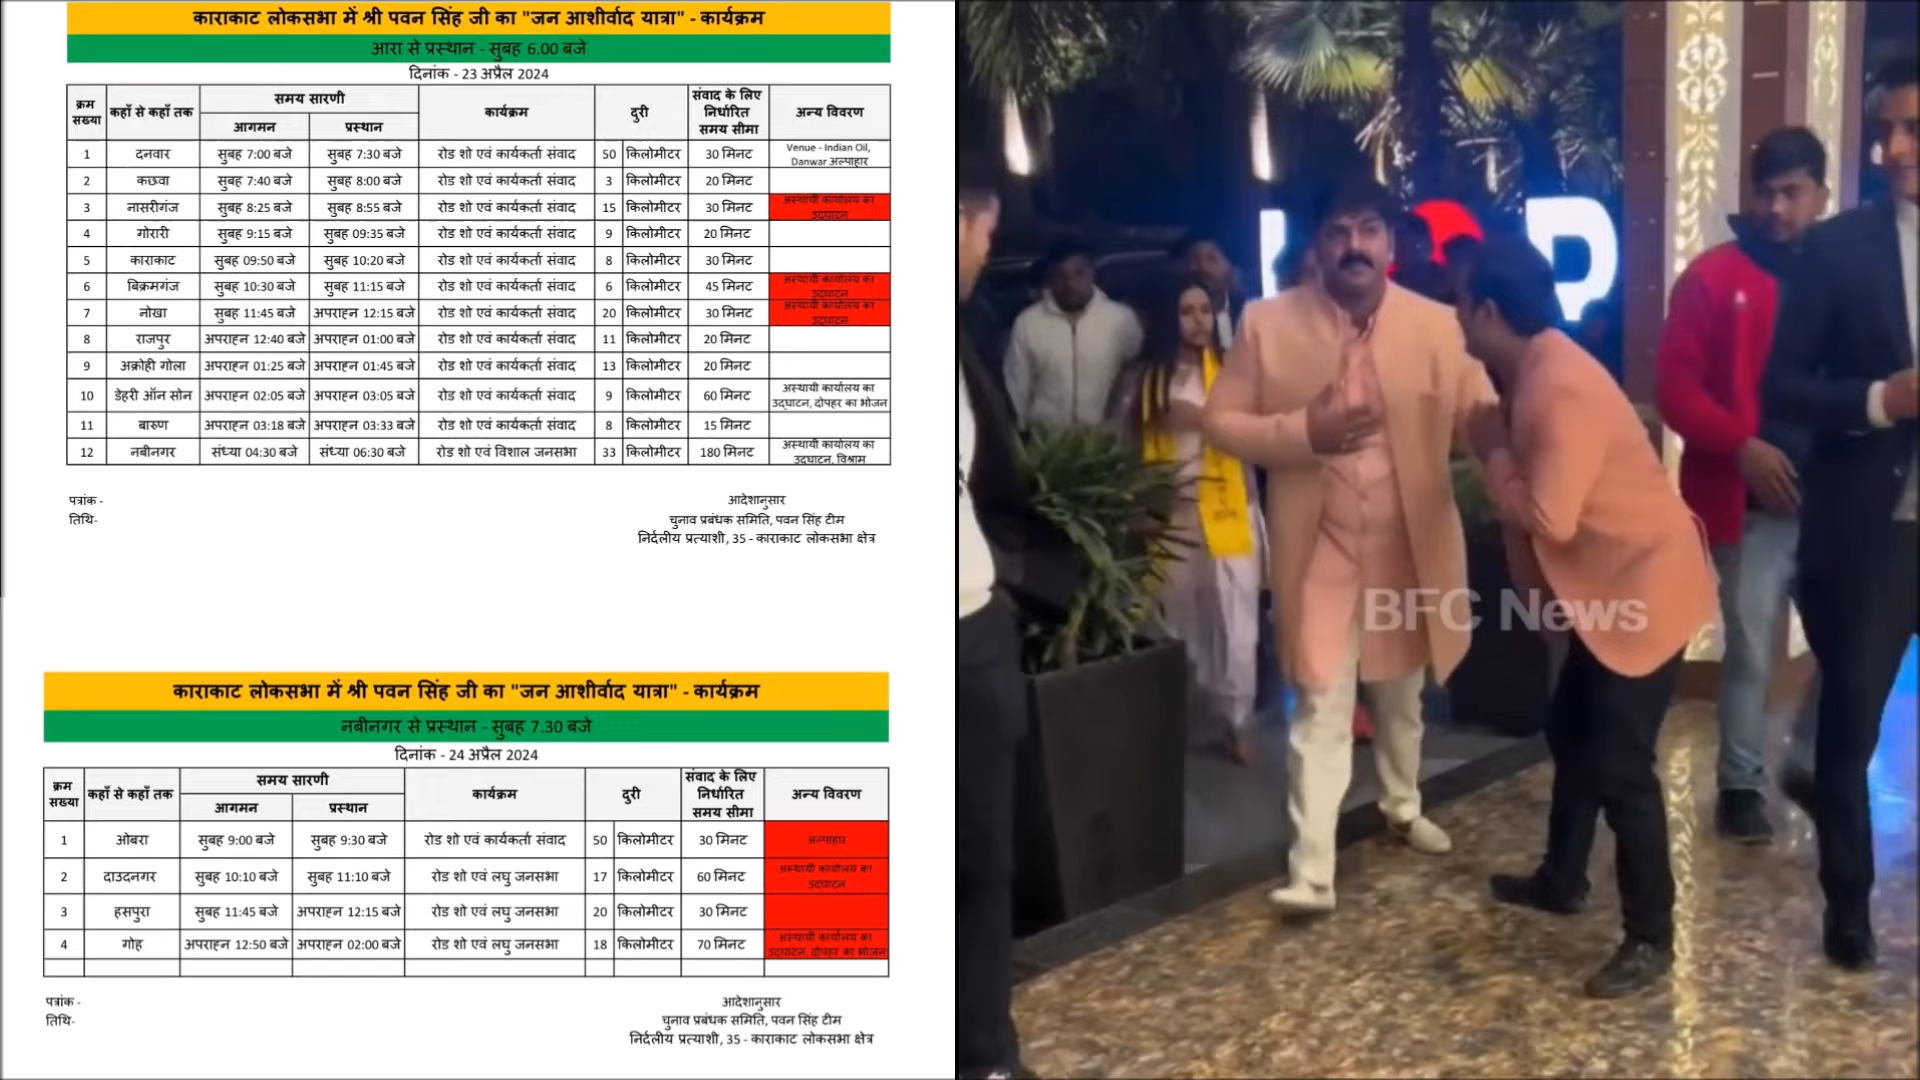 काराकाट लोकसभा में श्री पवन सिंह जी का "जन आशीर्वाद यात्रा" - कार्यक्रम
आरा से प्रस्थान - सुबह 6.00 बजे
दिनांक - 23 अप्रैल 2024
क्रम सख्या कहाँ से कहाँ तक समय सारणी कार्यक्रम दुरी संवाद के लिए निर्धारित समय सीमा अन्य विवरण
आगमन प्रस्थान
1 दनवार सुबह 7:00 बजे सुबह 7:30 बजे रोड शो एवं कार्यकर्ता संवाद 50 किलोमीटर 30 मिनट Venue - Indian Oil, Danwar अल्पाहार
2 कछवा सुबह 7:40 बजे सुबह 8:00 बजे रोड शो एवं कार्यकर्ता संवाद 3 किलोमीटर 20 मिनट
3 नासरीगंज सुबह 8:25 बजे सुबह 8:55 बजे रोड शो एवं कार्यकर्ता संवाद 15 किलोमीटर 30 मिनट अस्थायी कार्यालय का उद्घाटन
4 गोरारी सुबह 9:15 बजे सुबह 09:35 बजे रोड शो एवं कार्यकर्ता संवाद 9 किलोमीटर 20 मिनट
5 काराकाट सुबह 09:50 बजे सुबह 10:20 बजे रोड शो एवं कार्यकर्ता संवाद 8 किलोमीटर 30 मिनट
6 बिक्रमगंज सुबह 10:30 बजे सुबह 11:15 बजे रोड शो एवं कार्यकर्ता संवाद 6 किलोमीटर 45 मिनट अस्थायी कार्यालय का उद्घाटन
7 नोखा सुबह 11:45 बजे अपराह्न 12:15 बजे रोड शो एवं कार्यकर्ता संवाद 20 किलोमीटर 30 मिनट अस्थायी कार्यालय का उद्घाटन
8 राजपुर अपराह्न 12:40 बजे अपराह्न 01:00 बजे रोड शो एवं कार्यकर्ता संवाद 11 किलोमीटर 20 मिनट
9 अक्रोही गोला अपराह्न 01:25 बजे अपराह्न 01:45 बजे रोड शो एवं कार्यकर्ता संवाद 13 किलोमीटर 20 मिनट
10 डेहरी ऑन सोन अपराह्न 02:05 बजे अपराह्न 03:05 बजे रोड शो एवं कार्यकर्ता संवाद 9 किलोमीटर 60 मिनट अस्थायी कार्यालय का उद्घाटन, दोपहर का भोजन
11 बारुण अपराह्न 03:18 बजे अपराह्न 03:33 बजे रोड शो एवं कार्यकर्ता संवाद 8 किलोमीटर 15 मिनट
12 नबीनगर संध्या 04:30 बजे संध्या 06:30 बजे रोड शो एवं विशाल जनसभा 33 किलोमीटर 180 मिनट अस्थायी कार्यालय का उद्घाटन, विश्राम
पत्रांक - आदेशानुसार
तिथि- चुनाव प्रबंधक समिति, पवन सिंह टीम
निर्दलीय प्रत्याशी, 35 - काराकाट लोकसभा क्षेत्र
काराकाट लोकसभा में श्री पवन सिंह जी का "जन आशीर्वाद यात्रा" - कार्यक्रम
नबीनगर से प्रस्थान - सुबह 7.30 बजे
दिनांक - 24 अप्रैल 2024
क्रम सख्या कहाँ से कहाँ तक समय सारणी कार्यक्रम दुरी संवाद के लिए निर्धारित समय सीमा अन्य विवरण
आगमन प्रस्थान
1 ओबरा सुबह 9:00 बजे सुबह 9:30 बजे रोड शो एवं कार्यकर्ता संवाद 50 किलोमीटर 30 मिनट अल्पाहार
2 दाउदनगर सुबह 10:10 बजे सुबह 11:10 बजे रोड शो एवं लघु जनसभा 17 किलोमीटर 60 मिनट अस्थायी कार्यालय का उद्घाटन
3 हसपुरा सुबह 11:45 बजे अपराह्न 12:15 बजे रोड शो एवं लघु जनसभा 20 किलोमीटर 30 मिनट
4 गोह अपराह्न 12:50 बजे अपराह्न 02:00 बजे रोड शो एवं लघु जनसभा 18 किलोमीटर 70 मिनट अस्थायी कार्यालय का उद्घाटन, दोपहर का भोजन
पत्रांक - आदेशानुसार
तिथि- चुनाव प्रबंधक समिति, पवन सिंह टीम
निर्दलीय प्रत्याशी, 35 - काराकाट लोकसभा क्षेत्र
BFC News